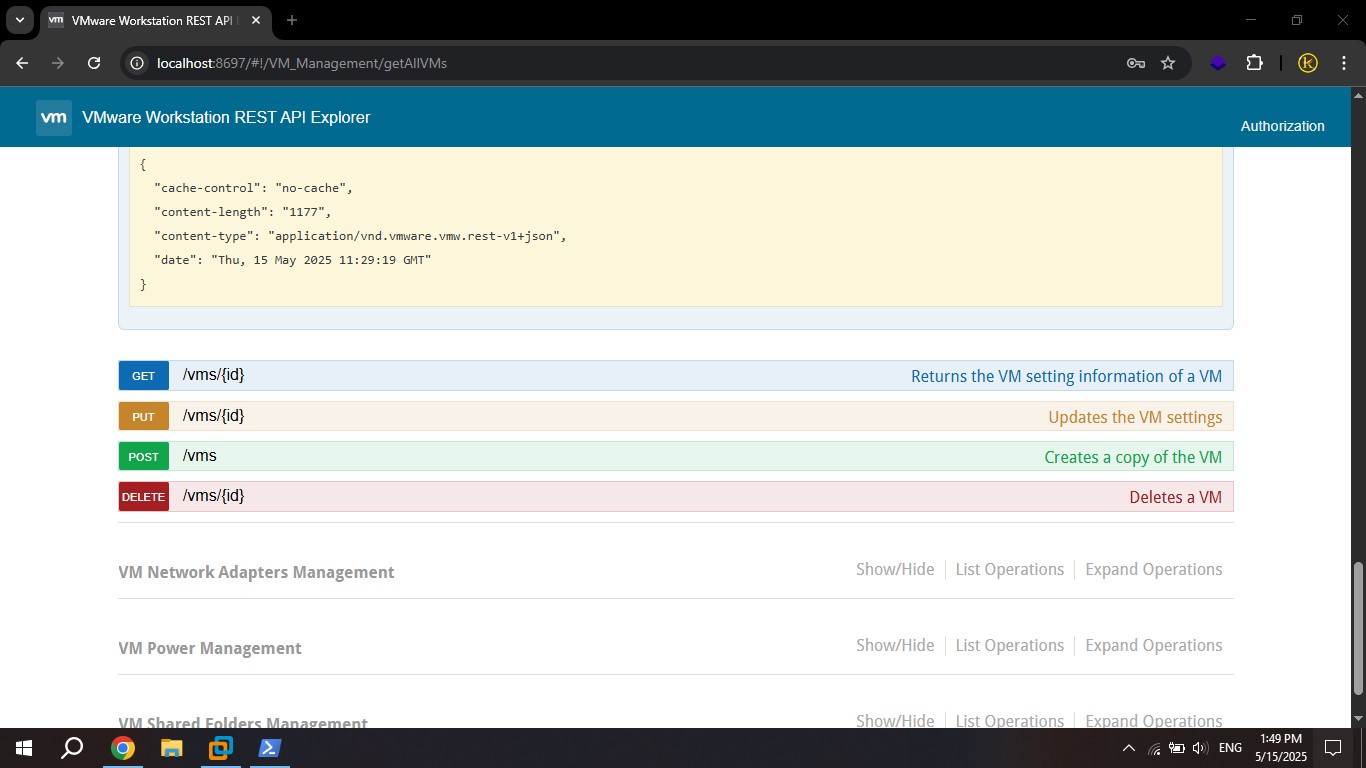 VMware Workstation REST API
localhost:8697/#!/VM_Management/getAllVMs
vm VMware Workstation REST API Explorer
Authorization
{
"cache-control": "no-cache",
"content-length": "1177",
"content-type": "application/vnd.vmware.vmw.rest-v1+json",
"date": "Thu, 15 May 2025 11:29:19 GMT"
}
GET /vms/{id} Returns the VM setting information of a VM
PUT /vms/{id} Updates the VM settings
POST /vms Creates a copy of the VM
DELETE /vms/{id} Deletes a VM
VM Network Adapters Management Show/Hide List Operations Expand Operations
VM Power Management Show/Hide List Operations Expand Operations
VM Shared Folders Management Show/Hide List Operations Expand Operations
ENG
1:49 PM
5/15/2025